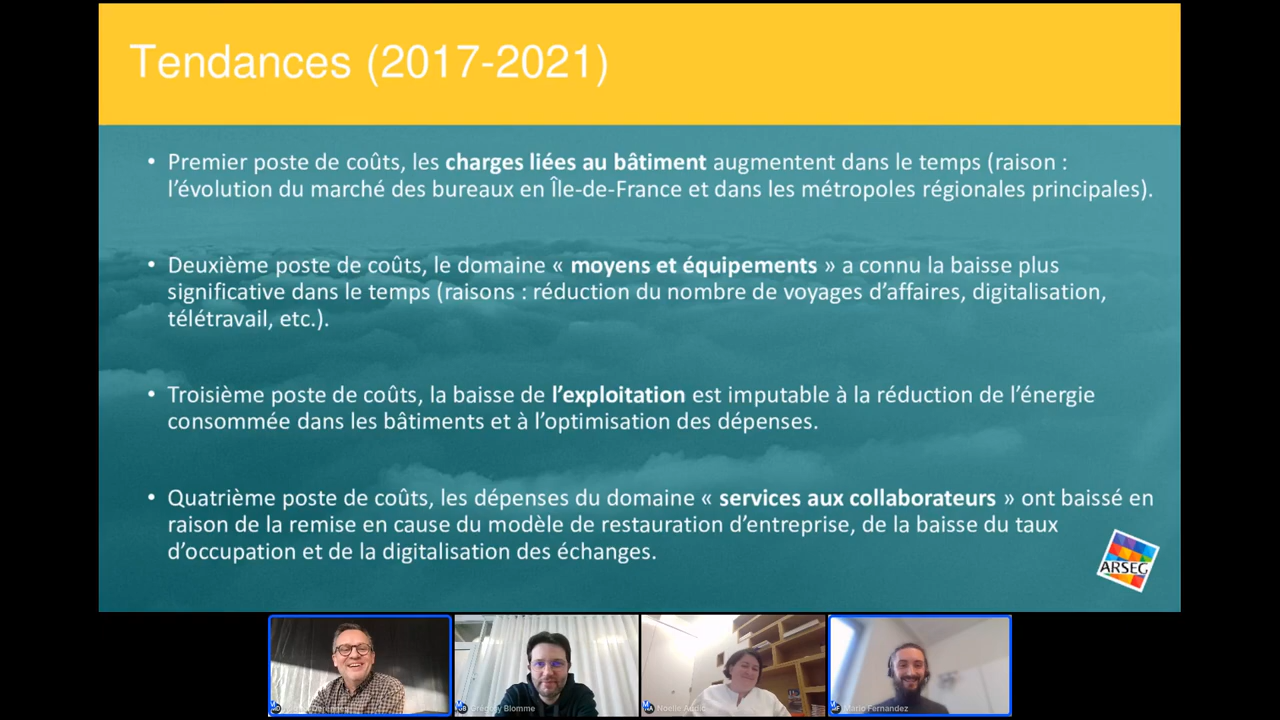 Tendances (2017-2021)
• Premier poste de coûts, les charges liées au bâtiment augmentent dans le temps (raison :
l’évolution du marché des bureaux en Île-de-France et dans les métropoles régionales principales).
• Deuxième poste de coûts, le domaine « moyens et équipements » a connu la baisse plus
significative dans le temps (raisons : réduction du nombre de voyages d’affaires, digitalisation,
télétravail, etc.).
• Troisième poste de coûts, la baisse de l’exploitation est imputable à la réduction de l’énergie
consommée dans les bâtiments et à l’optimisation des dépenses.
• Quatrième poste de coûts, les dépenses du domaine « services aux collaborateurs » ont baissé en
raison de la remise en cause du modèle de restauration d’entreprise, de la baisse du taux
d’occupation et de la digitalisation des échanges.
ARSEG
Blomme
Noelle
Mario Fernandez